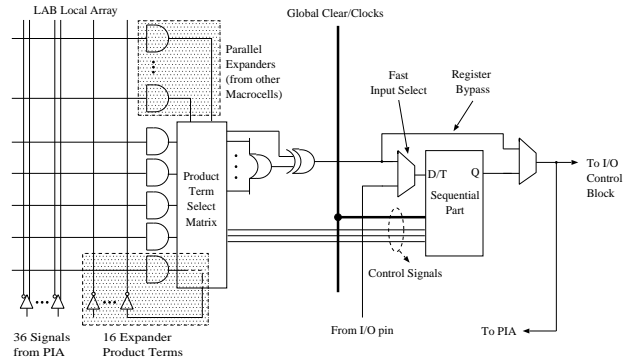 LAB Local Array
Global Clear/Clocks
Parallel
Expanders
(from other
Macrocells)
Fast
Input Select
Register
Bypass
Product
Term
Select
Matrix
D/T
Q
Sequential
Part
To I/O
Control
Block
Control Signals
From I/O pin
To PIA
36 Signals
from PIA
16 Expander
Product Terms